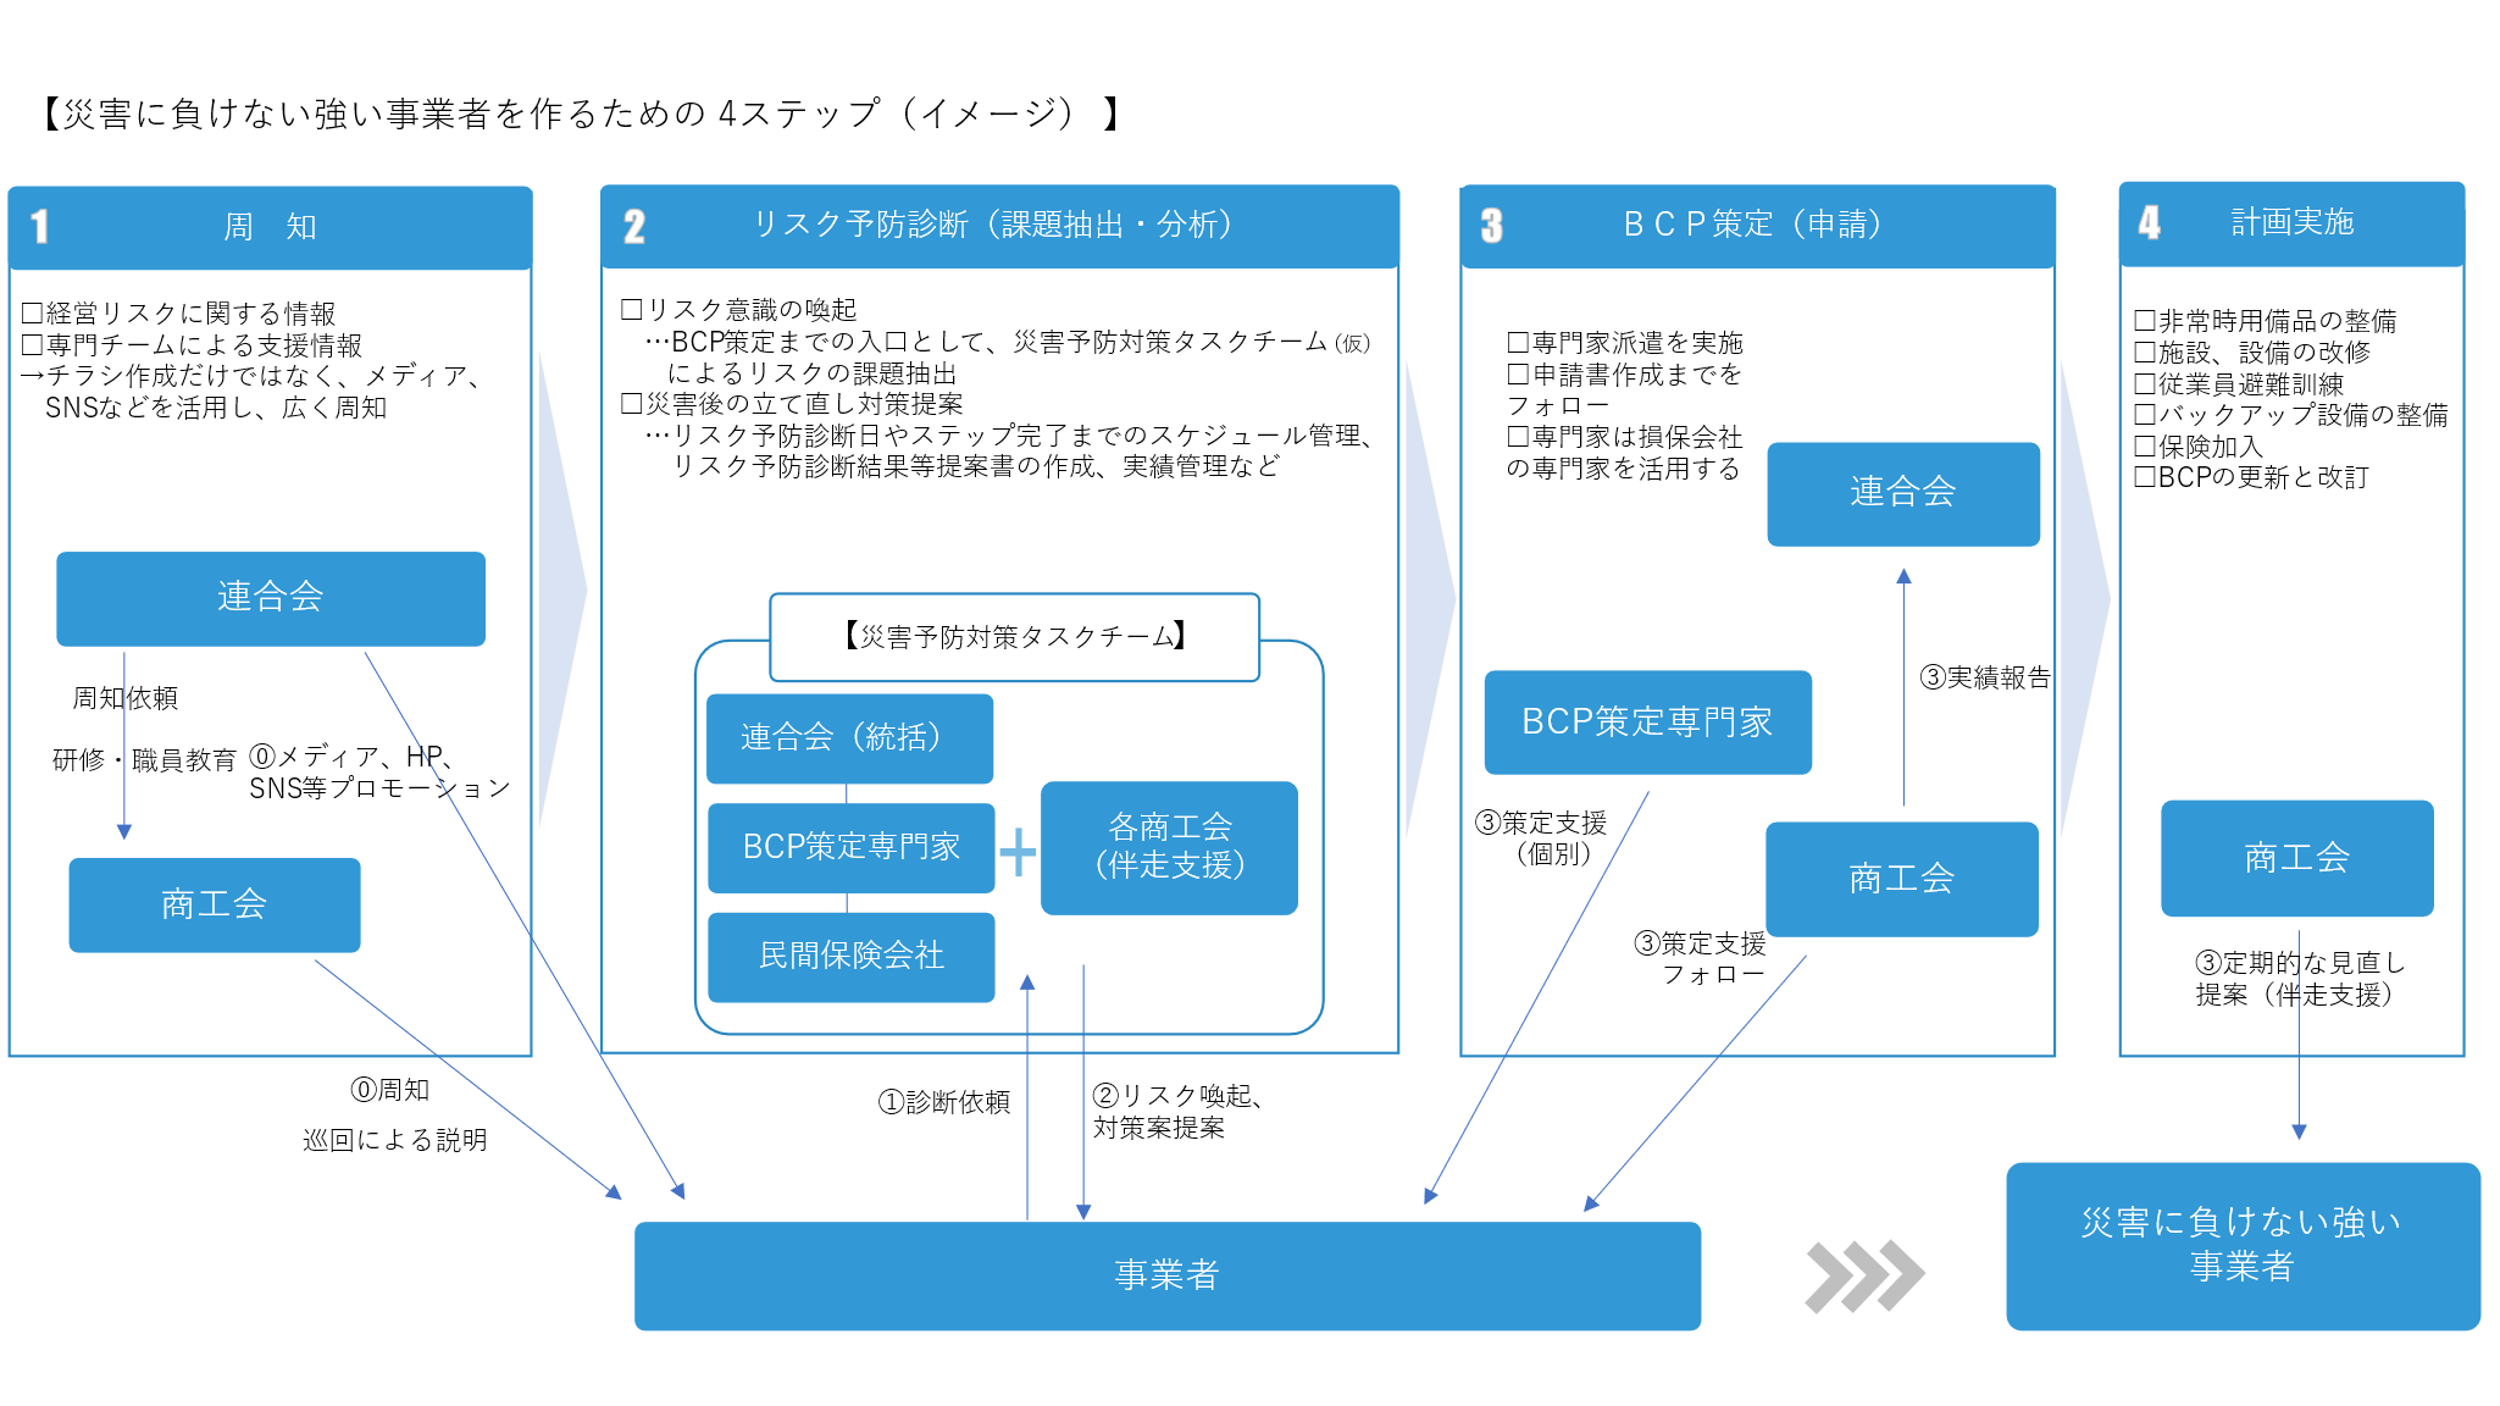 【災害に負けない強い事業者を作るための 4ステップ（イメージ） 】
1 周　知
□経営リスクに関する情報
□専門チームによる支援情報
→チラシ作成だけではなく、メディア、
SNSなどを活用し、広く周知
連合会
周知依頼
研修・職員教育
⓪メディア、HP、
SNS等プロモーション
商工会
⓪周知
巡回による説明
2 リスク予防診断（課題抽出・分析）
□リスク意識の喚起
…BCP策定までの入口として、災害予防対策タスクチーム（仮）
によるリスクの課題抽出
□災害後の立て直し対策提案
…リスク予防診断日やステップ完了までのスケジュール管理、
リスク予防診断結果等提案書の作成、実績管理など
【災害予防対策タスクチーム】
連合会（統括）
BCP策定専門家
民間保険会社
+
各商工会
（伴走支援）
①診断依頼
②リスク喚起、
対策案提案
3 ＢＣＰ策定（申請）
□専門家派遣を実施
□申請書作成までを
フォロー
□専門家は損保会社
の専門家を活用する
連合会
③実績報告
BCP策定専門家
③策定支援
（個別）
商工会
③策定支援
フォロー
4 計画実施
□非常時用備品の整備
□施設、設備の改修
□従業員避難訓練
□バックアップ設備の整備
□保険加入
□BCPの更新と改訂
商工会
③定期的な見直し
提案（伴走支援）
事業者
災害に負けない強い
事業者